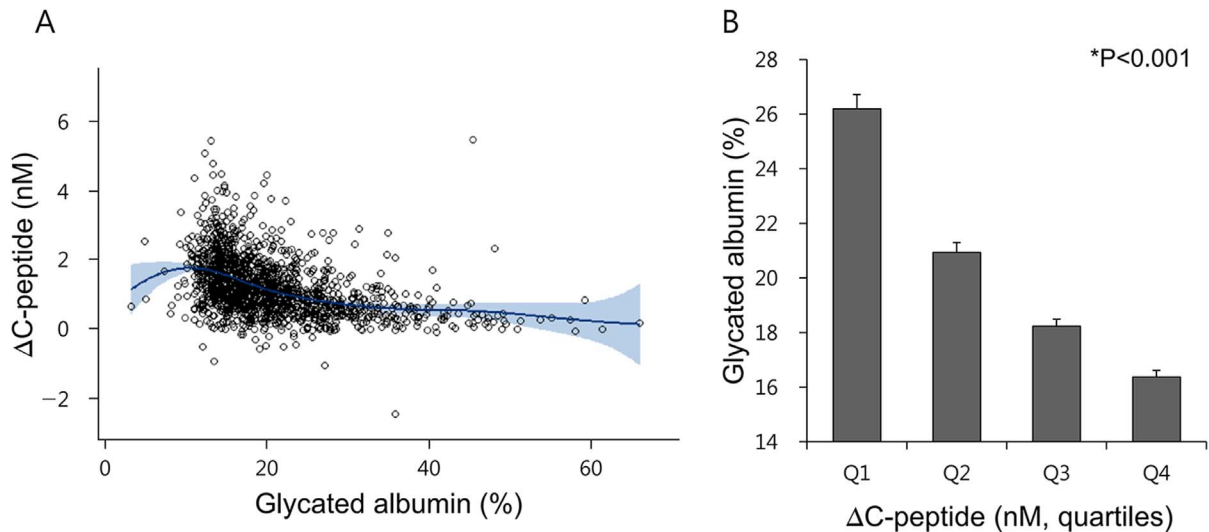 A
ΔC-peptide (nM)
6
4
2
0
−2
0 20 40 60
Glycated albumin (%)
B
*P<0.001
Glycated albumin (%)
28
26
24
22
20
18
16
14
Q1 Q2 Q3 Q4
ΔC-peptide (nM, quartiles)